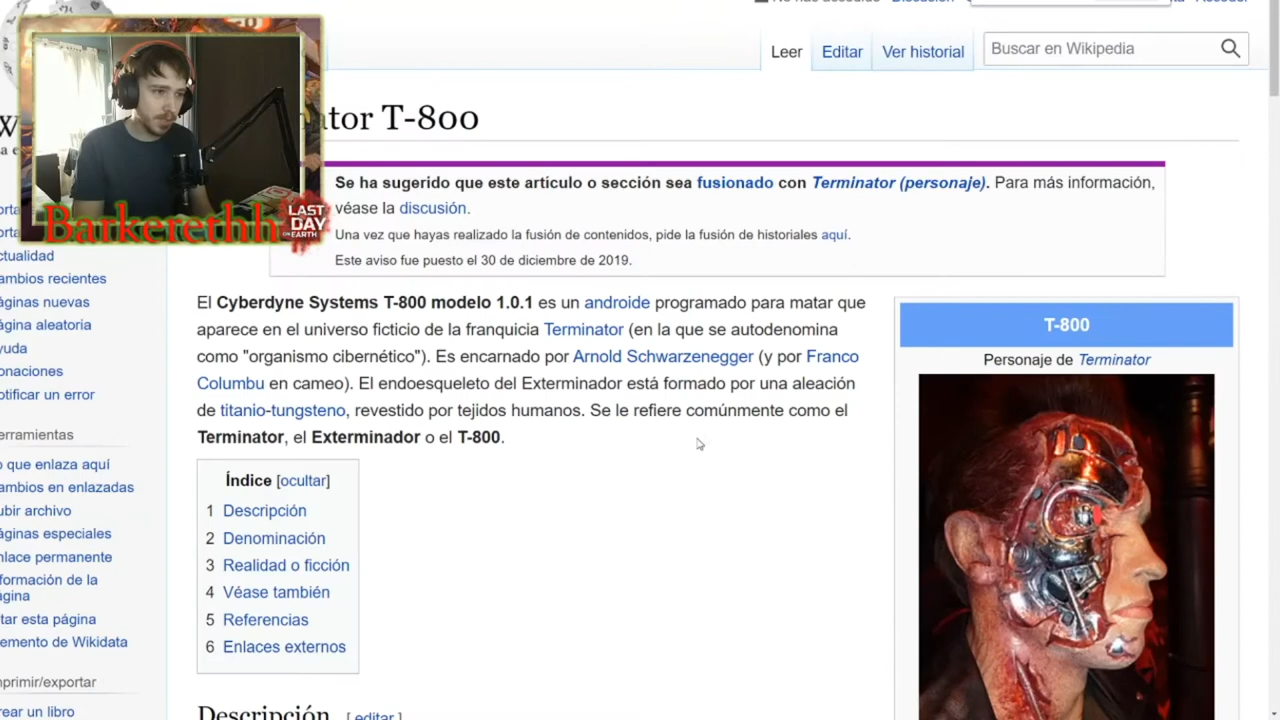 No has accedido Discusión
Acceder
Leer Editar Ver historial Buscar en Wikipedia
ator T-800
Se ha sugerido que este artículo o sección sea fusionado con Terminator (personaje). Para más información,
véase la discusión.
Una vez que hayas realizado la fusión de contenidos, pide la fusión de historiales aquí.
Este aviso fue puesto el 30 de diciembre de 2019.
Barkerethh
LAST
DAY
ON EARTH
ctualidad
ambios recientes
áginas nuevas
ágina aleatoria
yuda
onaciones
otificar un error
erramientas
o que enlaza aquí
ambios en enlazadas
ubir archivo
áginas especiales
nlace permanente
formación de la
ágina
tar esta página
emento de Wikidata
mprimir/exportar
rear un libro
El Cyberdyne Systems T-800 modelo 1.0.1 es un androide programado para matar que
aparece en el universo ficticio de la franquicia Terminator (en la que se autodenomina
como "organismo cibernético"). Es encarnado por Arnold Schwarzenegger (y por Franco
Columbu en cameo). El endoesqueleto del Exterminador está formado por una aleación
de titanio-tungsteno, revestido por tejidos humanos. Se le refiere comúnmente como el
Terminator, el Exterminador o el T-800.
Índice [ocultar]
1 Descripción
2 Denominación
3 Realidad o ficción
4 Véase también
5 Referencias
6 Enlaces externos
Descripción [ editar ]
T-800
Personaje de Terminator